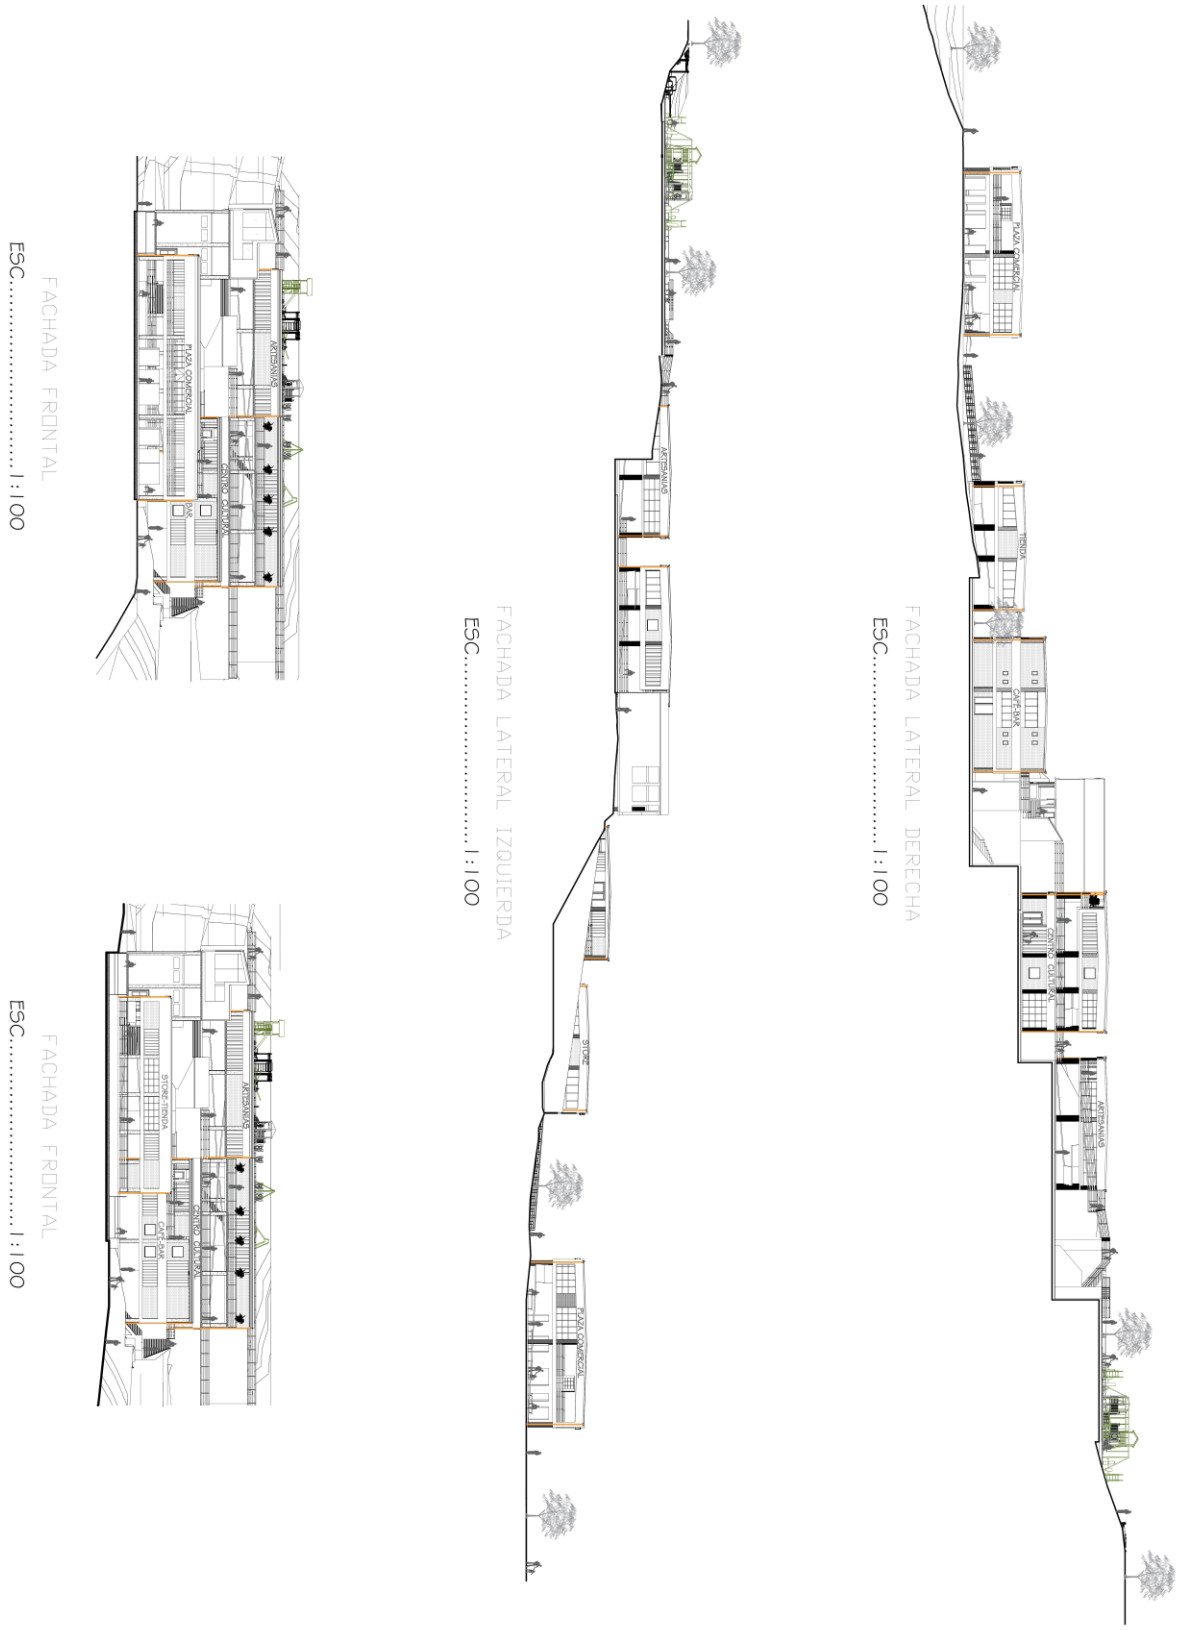 PLAZA COMERCIAL
TIENDA
CAFÉ-BAR
CENTRO CULTURAL
ARTESANIAS
FACHADA LATERAL DERECHA
ESC..............................1:100
ARTESANIAS
STORE
PLAZA COMERCIAL
FACHADA LATERAL IZQUIERDA
ESC..............................1:100
ARTESANIAS
CENTRO CULTURAL
PLAZA COMERCIAL
BAR
FACHADA FRONTAL
ESC..............................1:100
ARTESANIAS
CENTRO CULTURAL
STORE-TIENDA
CAFÉ-BAR
FACHADA FRONTAL
ESC..............................1:100